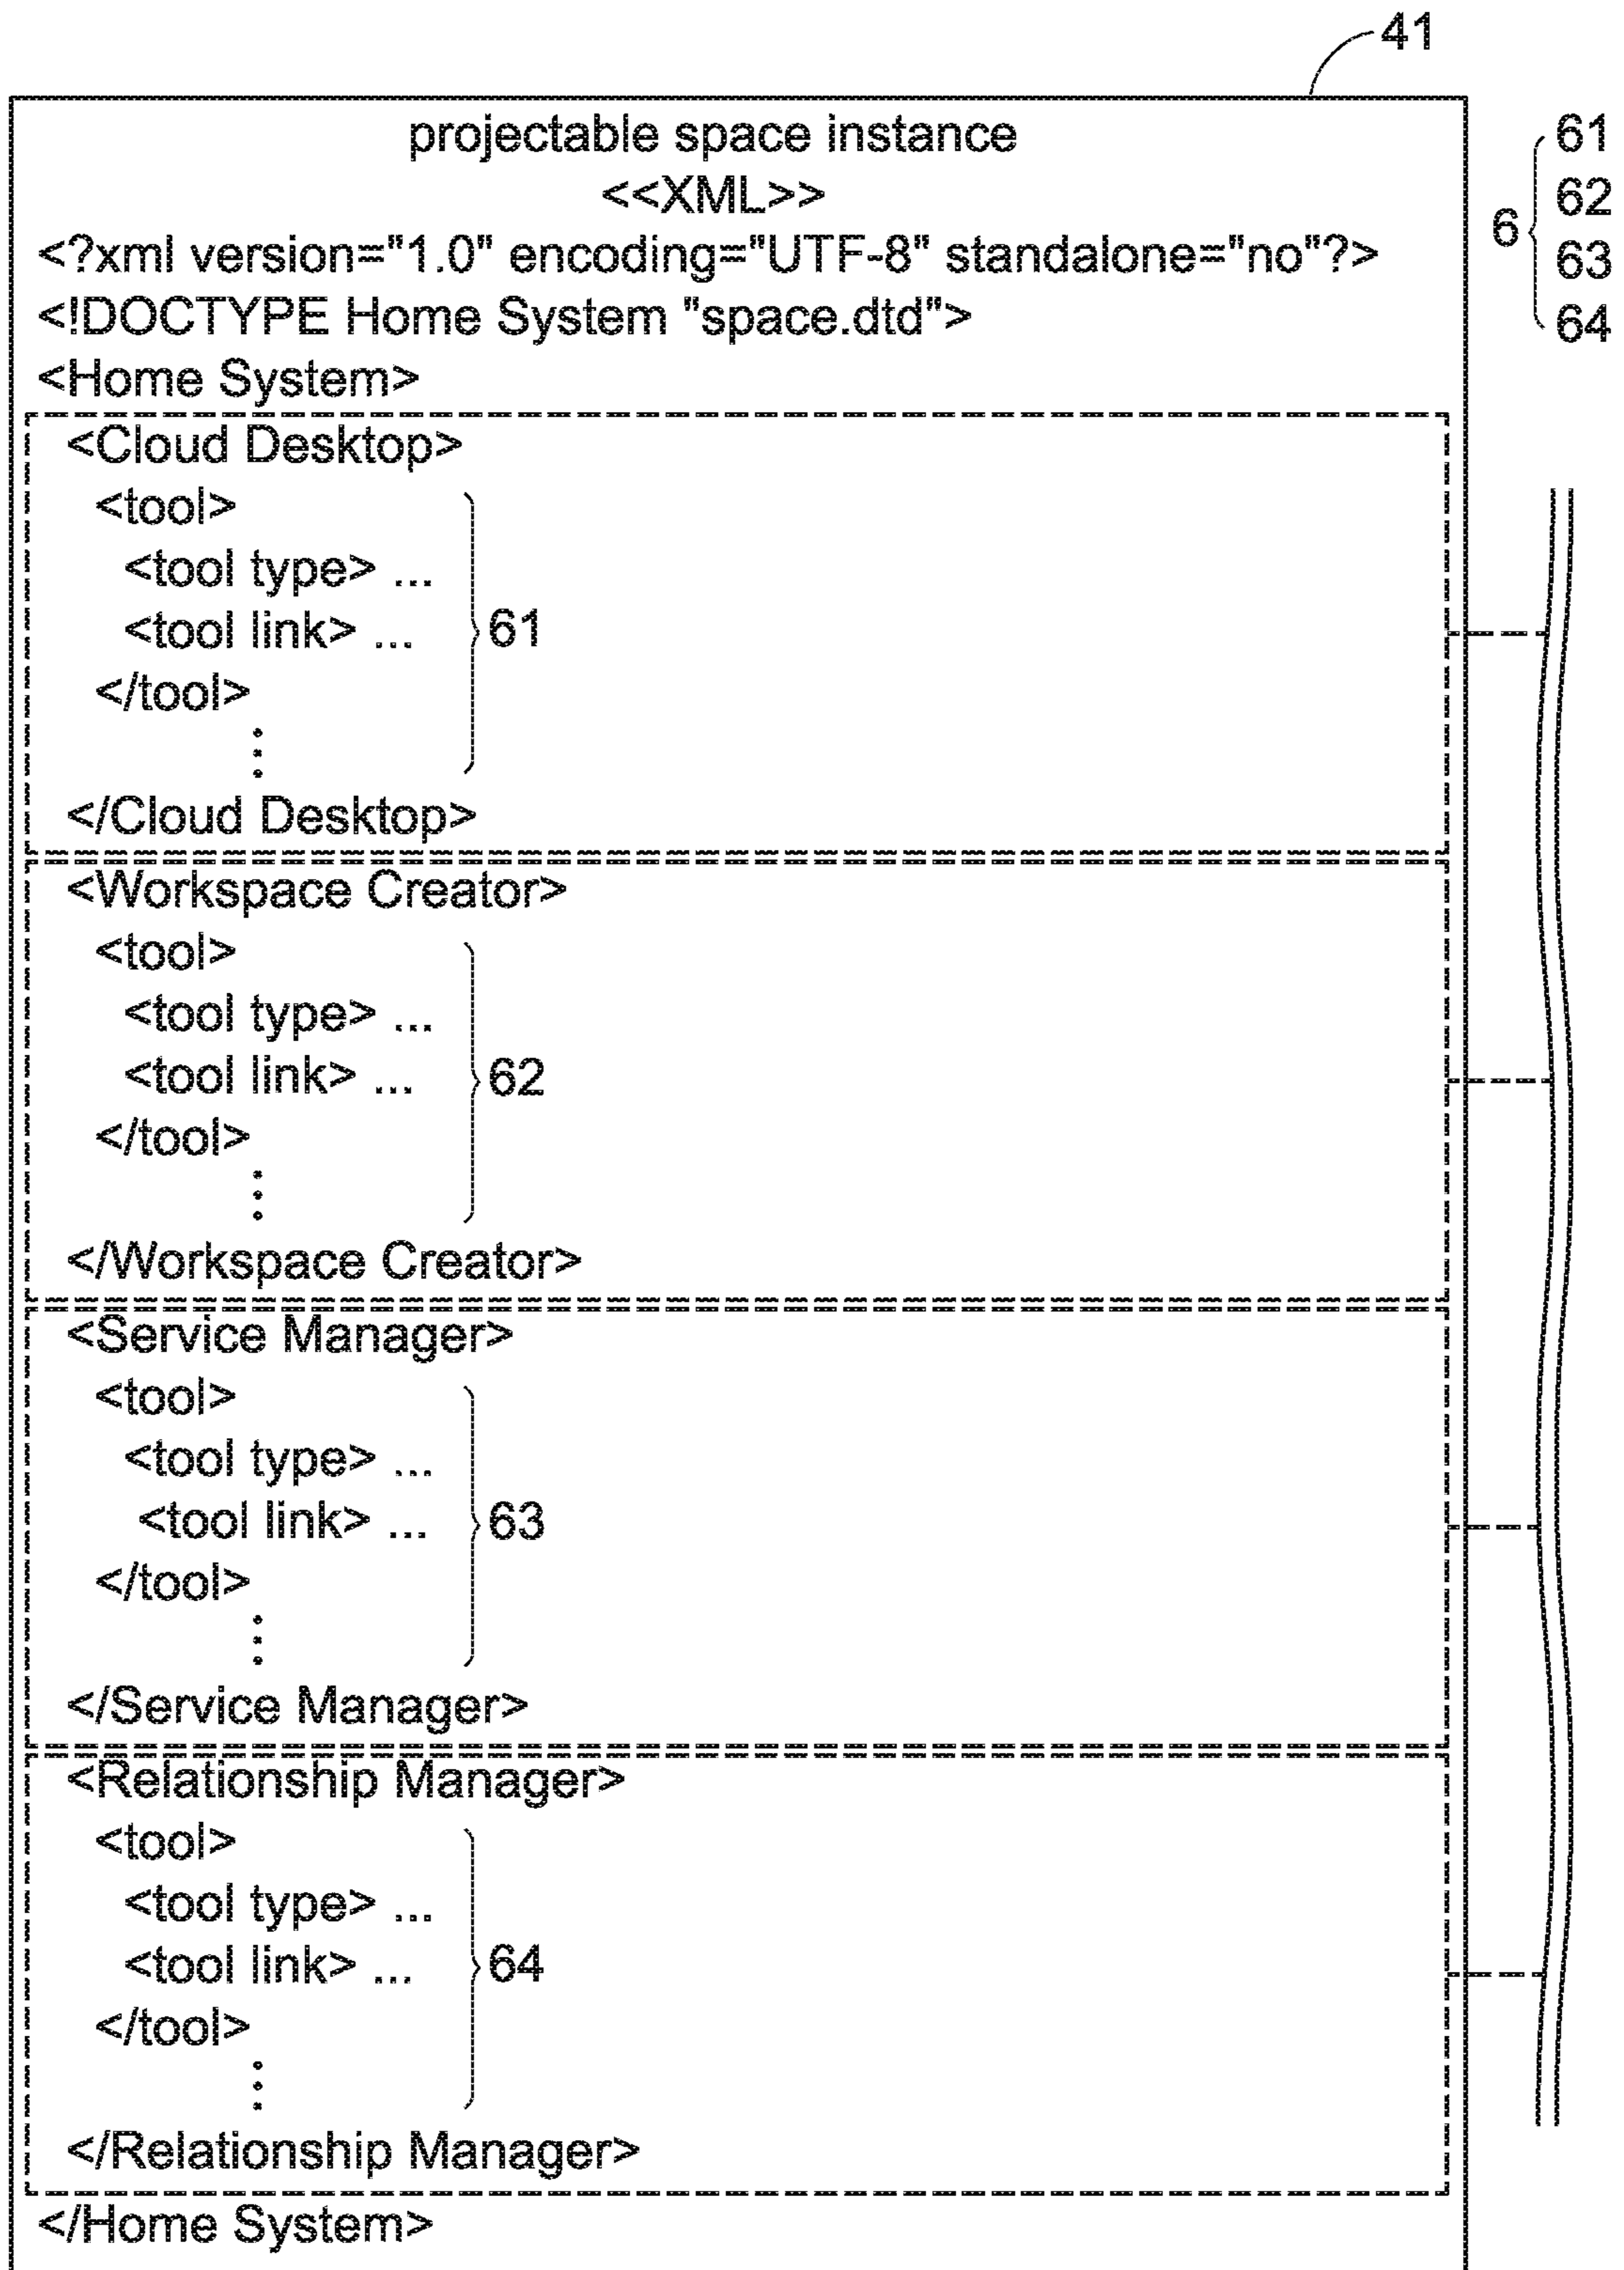 41
projectable space instance
<<XML>>
<?xml version="1.0" encoding="UTF-8" standalone="no"?>
<!DOCTYPE Home System "space.dtd">
<Home System>
6
61
62
63
64
<Cloud Desktop>
<tool>
<tool type> ...
<tool link> ...
</tool>
⋮
61
</Cloud Desktop>
<Workspace Creator>
<tool>
<tool type> ...
<tool link> ...
</tool>
⋮
62
</Workspace Creator>
<Service Manager>
<tool>
<tool type> ...
<tool link> ...
</tool>
⋮
63
</Service Manager>
<Relationship Manager>
<tool>
<tool type> ...
<tool link> ...
</tool>
⋮
64
</Relationship Manager>
</Home System>